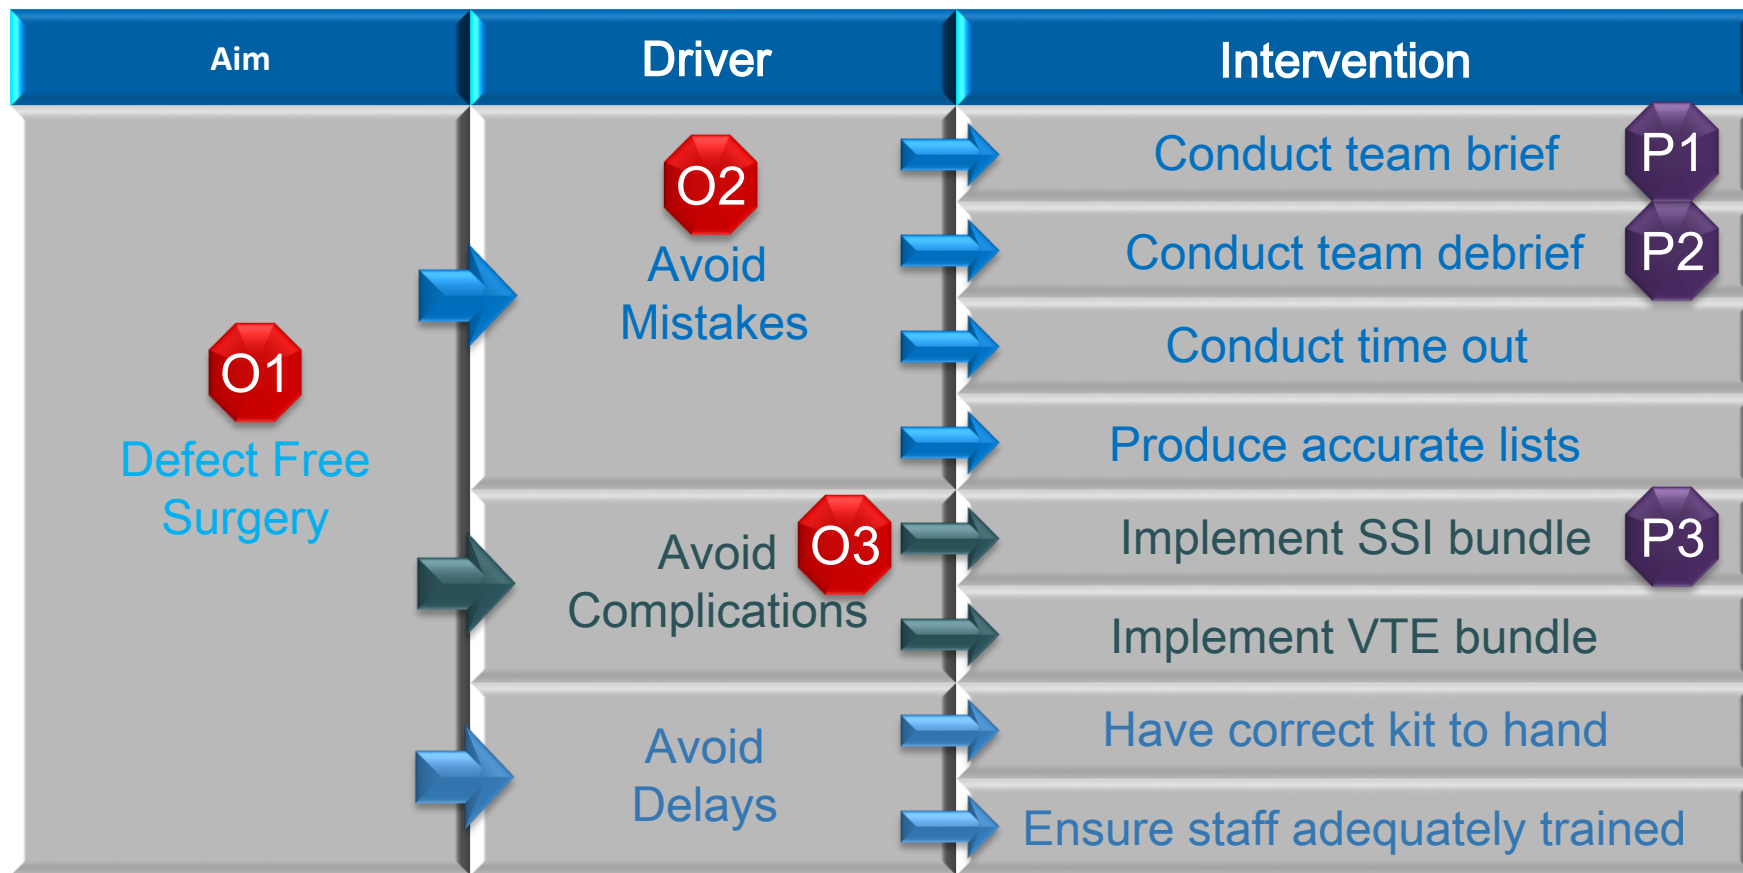 Aim
Driver
Intervention
O1
Defect Free
Surgery
O2
Avoid
Mistakes
Conduct team brief
P1
Conduct team debrief
P2
Conduct time out
Produce accurate lists
Avoid
O3
Complications
Implement SSI bundle
P3
Implement VTE bundle
Avoid
Delays
Have correct kit to hand
Ensure staff adequately trained